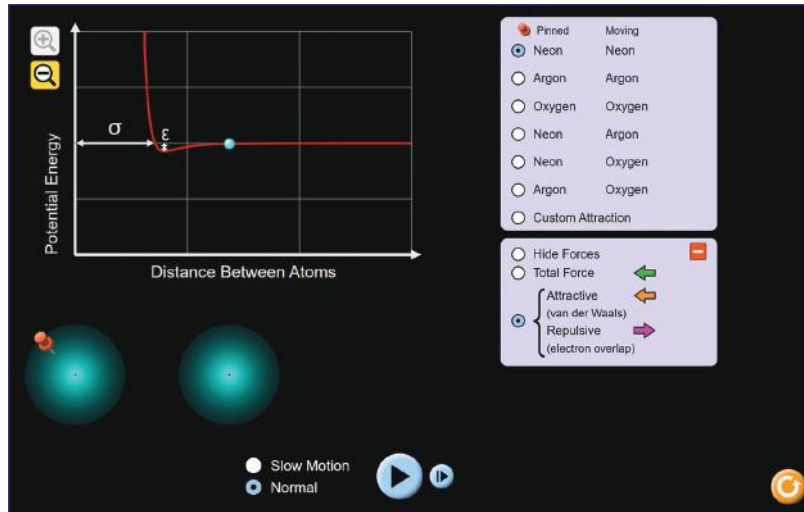 Potential Energy
σ
ε
Distance Between Atoms
Pinned Moving
Neon Neon
Argon Argon
Oxygen Oxygen
Neon Argon
Neon Oxygen
Argon Oxygen
Custom Attraction
Hide Forces
Total Force
Attractive
(van der Waals)
Repulsive
(electron overlap)
Slow Motion
Normal